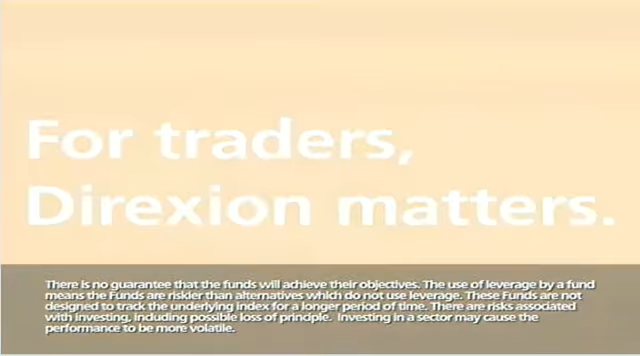 For traders,
Direxion matters.
There is no guarantee that the funds will achieve their objectives. The use of leverage by a fund
means the Funds are riskier than alternatives which do not use leverage. These Funds are not
designed to track the underlying index for a longer period of time. There are risks associated
with investing, including possible loss of principle. Investing in a sector may cause the
performance to be more volatile.